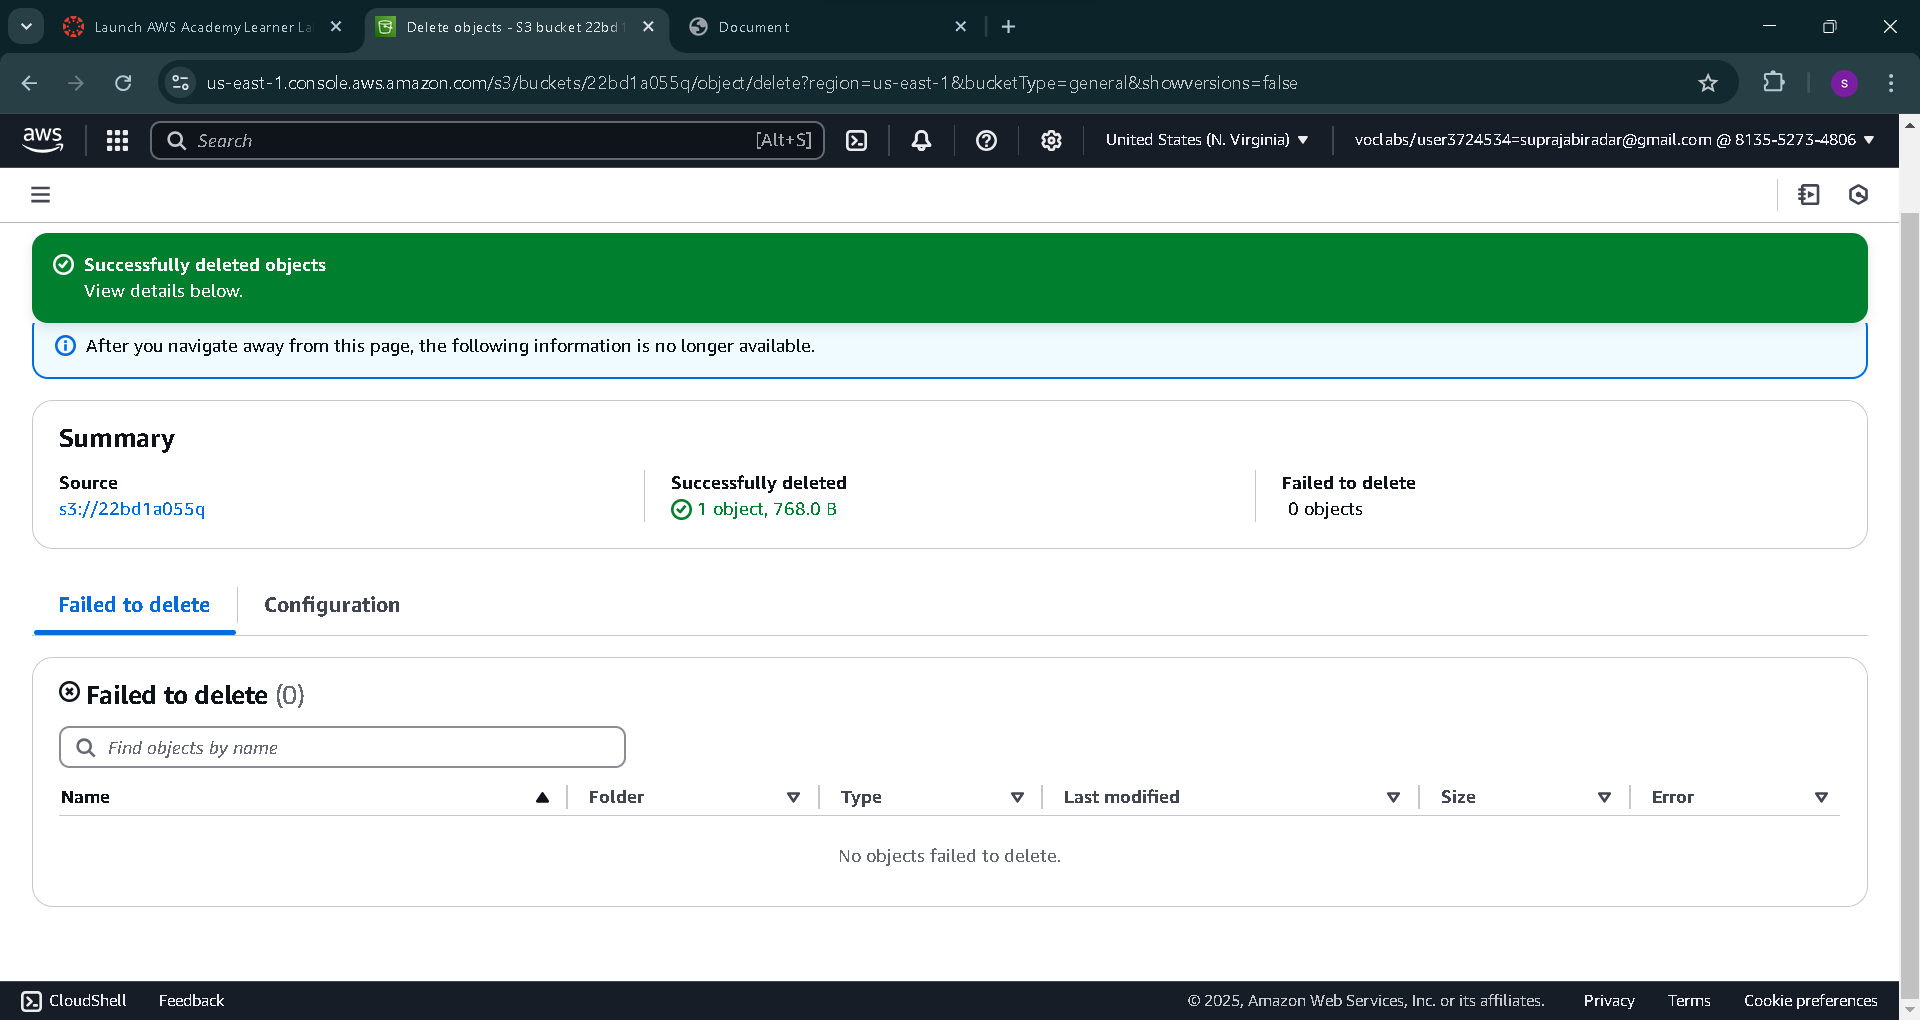 Launch AWS Academy Learner La
Delete objects - S3 bucket 22bd1
Document
us-east-1.console.aws.amazon.com/s3/buckets/22bd1a055q/object/delete?region=us-east-1&bucketType=general&showversions=false
s
aws
Search
[Alt+S]
United States (N. Virginia)
voclabs/user3724534=suprajabiradar@gmail.com @ 8135-5273-4806
Successfully deleted objects
View details below.
After you navigate away from this page, the following information is no longer available.
Summary
Source
s3://22bd1a055q
Successfully deleted
1 object, 768.0 B
Failed to delete
0 objects
Failed to delete
Configuration
Failed to delete (0)
Find objects by name
Name
Folder
Type
Last modified
Size
Error
No objects failed to delete.
CloudShell
Feedback
© 2025, Amazon Web Services, Inc. or its affiliates.
Privacy
Terms
Cookie preferences